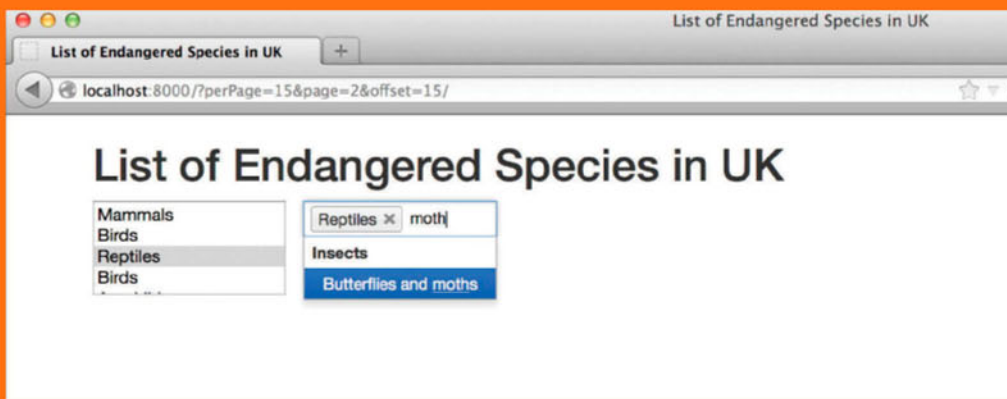 List of Endangered Species in UK
List of Endangered Species in UK
localhost:8000/?perPage=15&page=2&offset=15/
List of Endangered Species in UK
Mammals
Birds
Reptiles
Birds
Reptiles × moth
Insects
Butterflies and moths